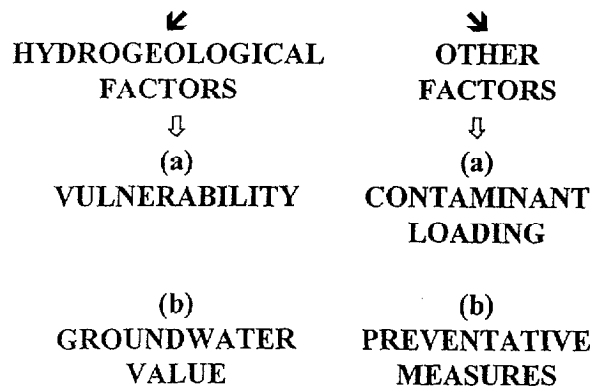 HYDROGEOLOGICAL
FACTORS
(a)
VULNERABILITY
(b)
GROUNDWATER
VALUE
OTHER
FACTORS
(a)
CONTAMINANT
LOADING
(b)
PREVENTATIVE
MEASURES